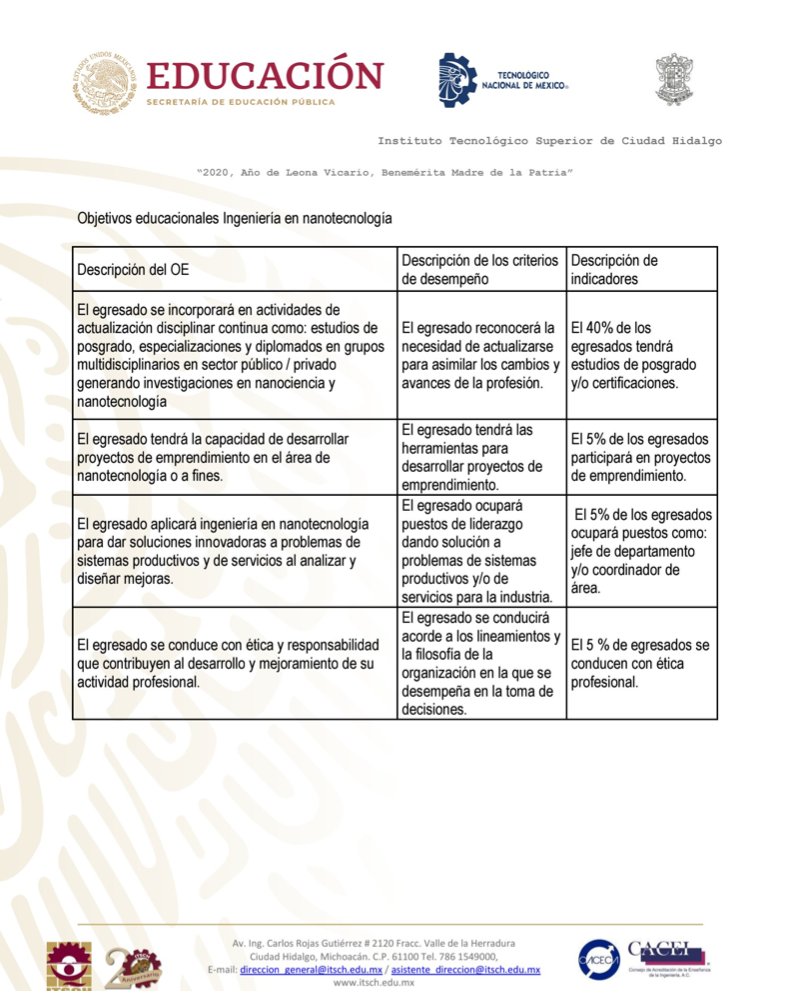 ESTADOS UNIDOS MEXICANOS
EDUCACIÓN
SECRETARÍA DE EDUCACIÓN PÚBLICA
TECNOLÓGICO
NACIONAL DE MÉXICO
Instituto Tecnológico Superior de Ciudad Hidalgo
“2020, Año de Leona Vicario, Benemérita Madre de la Patria”
Objetivos educacionales Ingeniería en nanotecnología
Descripción del OE
Descripción de los criterios
de desempeño
Descripción de
indicadores
El egresado se incorporará en actividades de
actualización disciplinar continua como: estudios de
posgrado, especializaciones y diplomados en grupos
multidisciplinarios en sector público / privado
generando investigaciones en nanociencia y
nanotecnología
El egresado reconocerá la
necesidad de actualizarse
para asimilar los cambios y
avances de la profesión.
El 40% de los
egresados tendrá
estudios de posgrado
y/o certificaciones.
El egresado tendrá la capacidad de desarrollar
proyectos de emprendimiento en el área de
nanotecnología o a fines.
El egresado tendrá las
herramientas para
desarrollar proyectos de
emprendimiento.
El 5% de los egresados
participará en proyectos
de emprendimiento.
El egresado aplicará ingeniería en nanotecnología
para dar soluciones innovadoras a problemas de
sistemas productivos y de servicios al analizar y
diseñar mejoras.
El egresado ocupará
puestos de liderazgo
dando solución a
problemas de sistemas
productivos y/o de
servicios para la industria.
El 5% de los egresados
ocupará puestos como:
jefe de departamento
y/o coordinador de
área.
El egresado se conduce con ética y responsabilidad
que contribuyen al desarrollo y mejoramiento de su
actividad profesional.
El egresado se conducirá
acorde a los lineamientos y
la filosofía de la
organización en la que se
desempeña en la toma de
decisiones.
El 5 % de egresados se
conducen con ética
profesional.
Av. Ing. Carlos Rojas Gutiérrez # 2120 Fracc. Valle de la Herradura
Ciudad Hidalgo, Michoacán. C.P. 61100 Tel. 786 1549000,
E-mail: direccion_general@itsch.edu.mx / asistente_direccion@itsch.edu.mx
www.itsch.edu.mx
ITSCH
20
Aniversario
CACECA
CACEI
Consejo de Acreditación de la Enseñanza
de la Ingeniería, A.C.